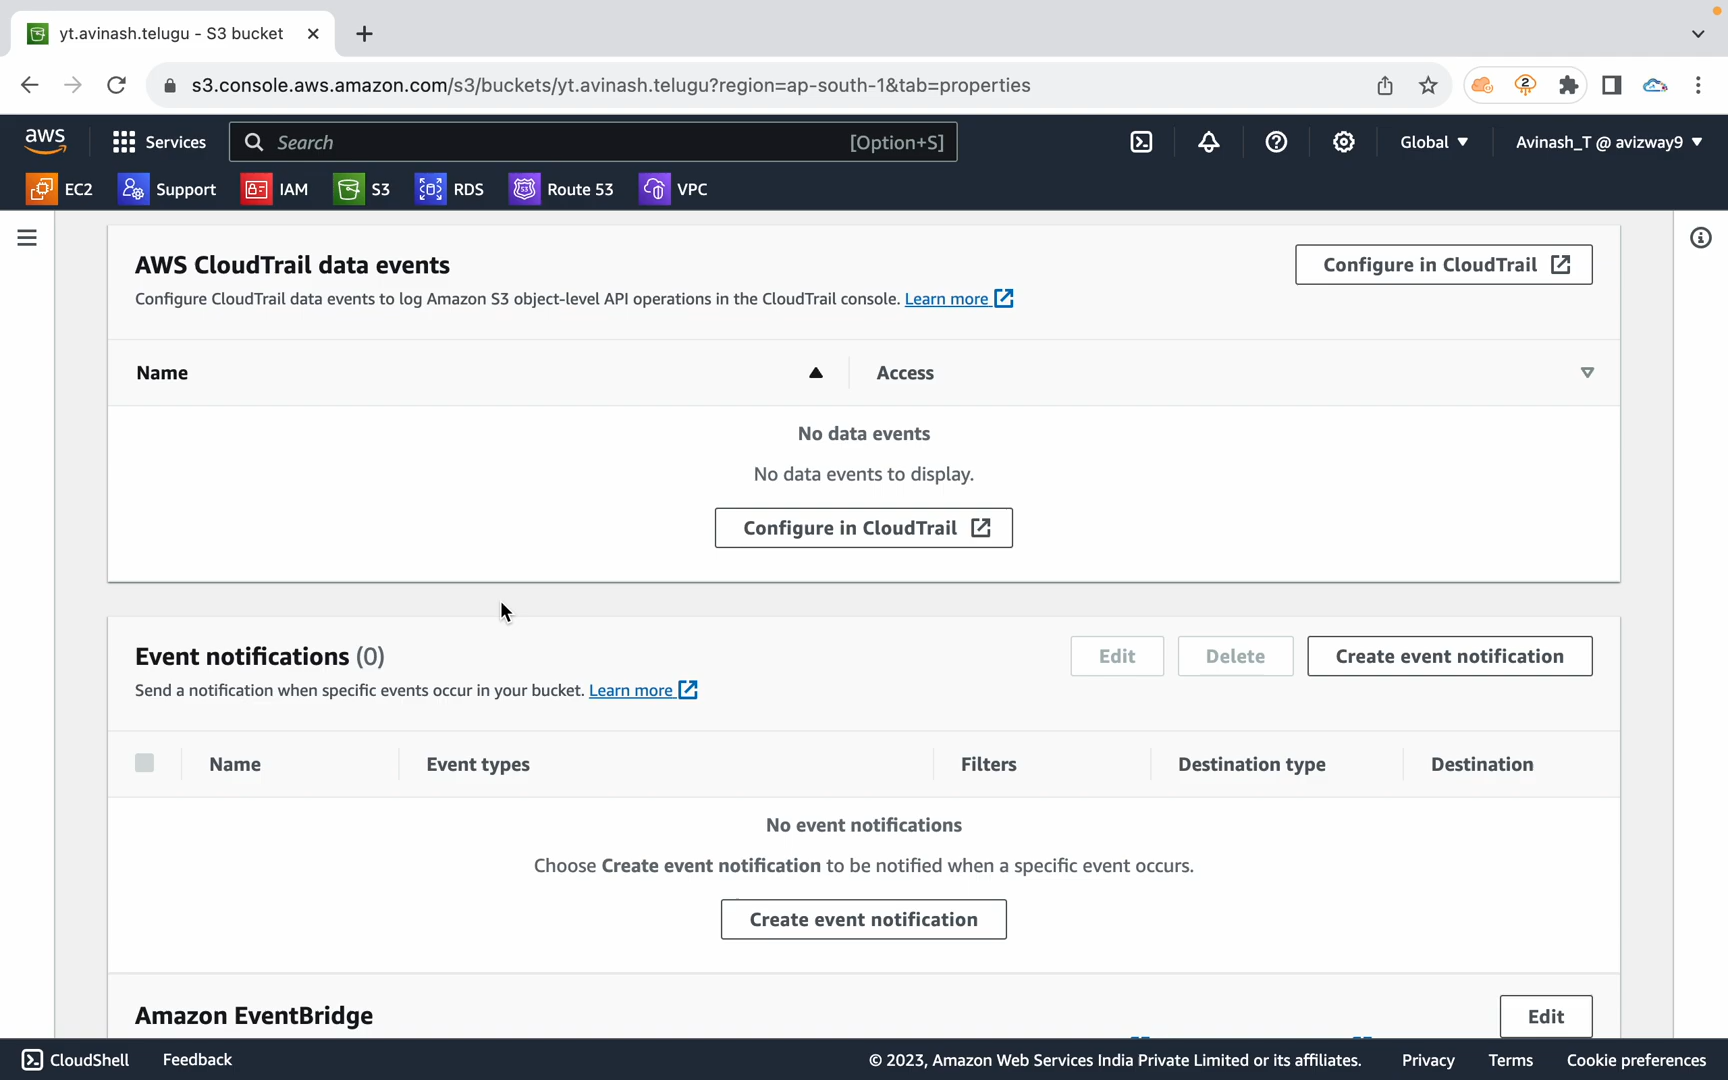 yt.avinash.telugu - S3 bucket
s3.console.aws.amazon.com/s3/buckets/yt.avinash.telugu?region=ap-south-1&tab=properties
2
aws
Services
Search
[Option+S]
Global
Avinash_T @ avizway9
EC2
Support
IAM
S3
RDS
Route 53
VPC
AWS CloudTrail data events
Configure in CloudTrail
Configure CloudTrail data events to log Amazon S3 object-level API operations in the CloudTrail console. Learn more
Name
Access
No data events
No data events to display.
Configure in CloudTrail
Event notifications (0)
Edit
Delete
Create event notification
Send a notification when specific events occur in your bucket. Learn more
Name
Event types
Filters
Destination type
Destination
No event notifications
Choose Create event notification to be notified when a specific event occurs.
Create event notification
Amazon EventBridge
Edit
CloudShell
Feedback
© 2023, Amazon Web Services India Private Limited or its affiliates.
Privacy
Terms
Cookie preferences